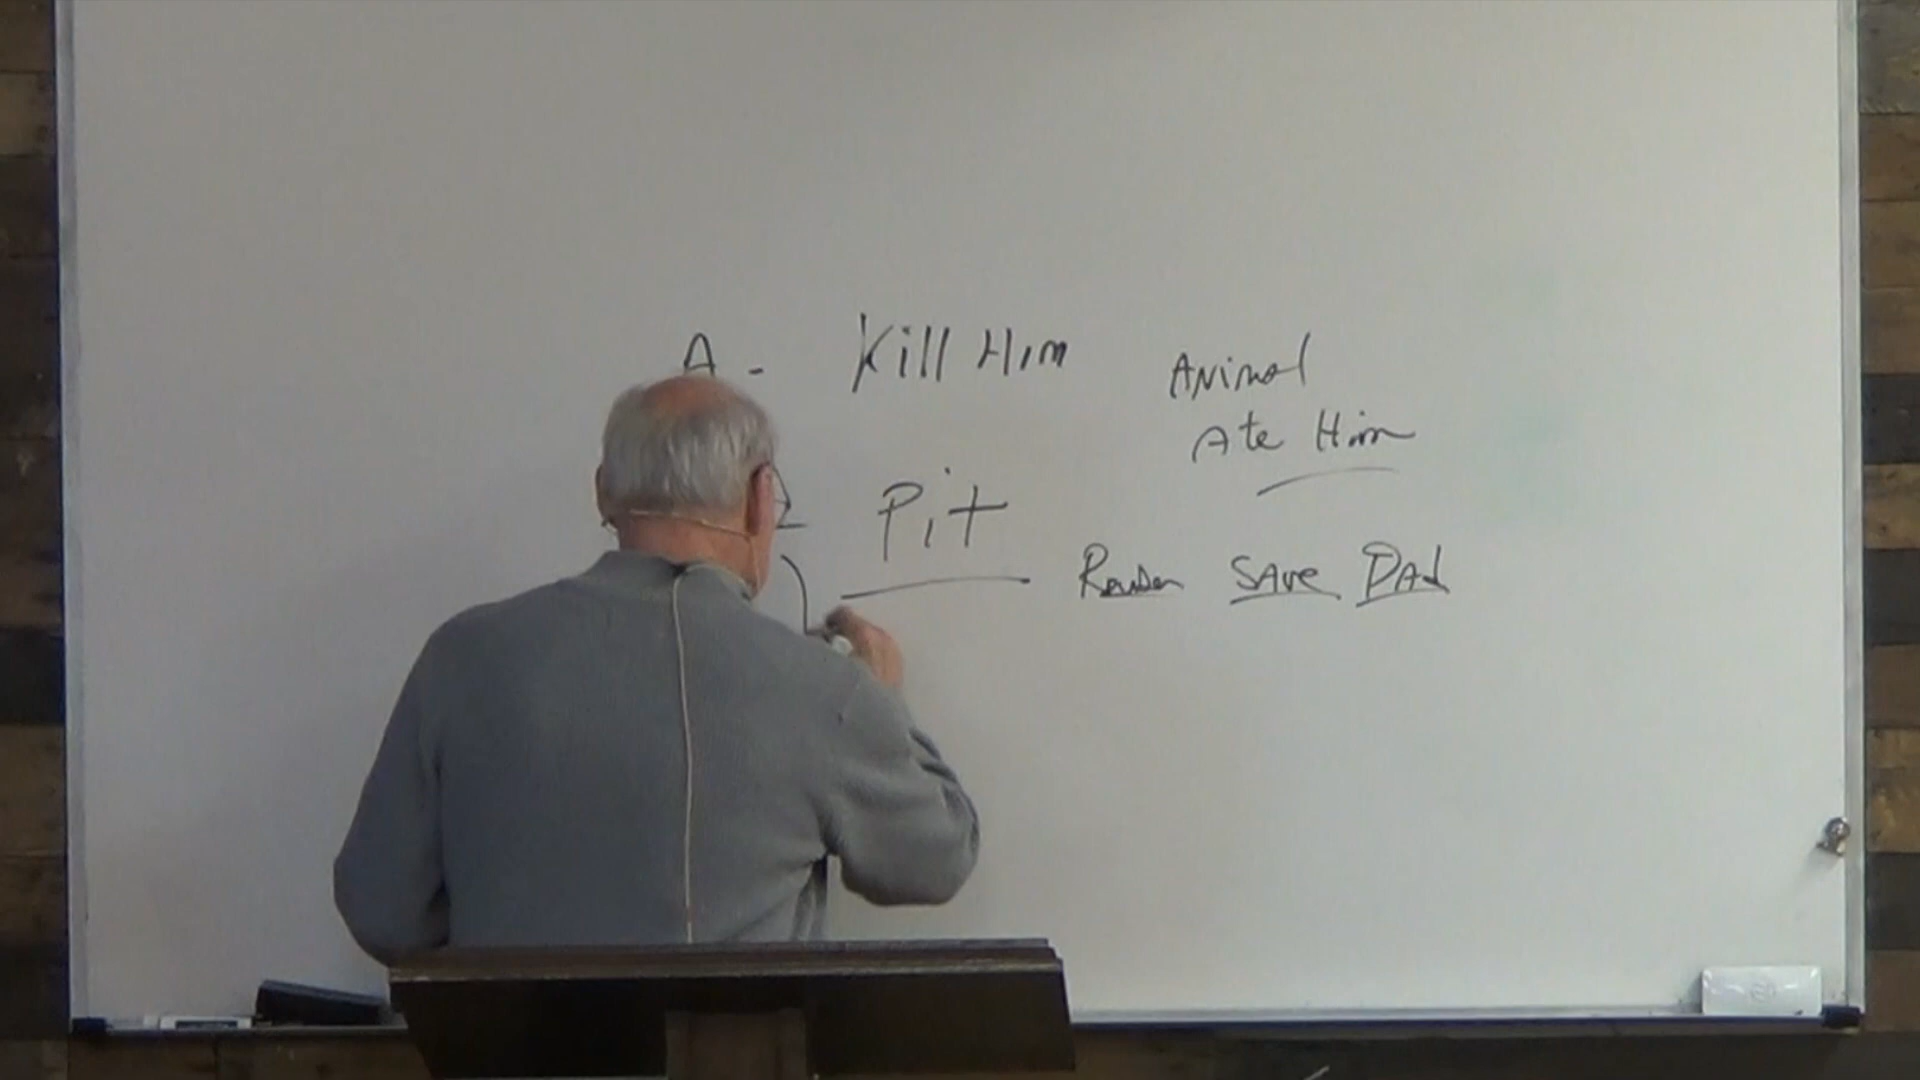 A - Kill Him
Animal
Ate Him
Pit
Reuben Save Dad